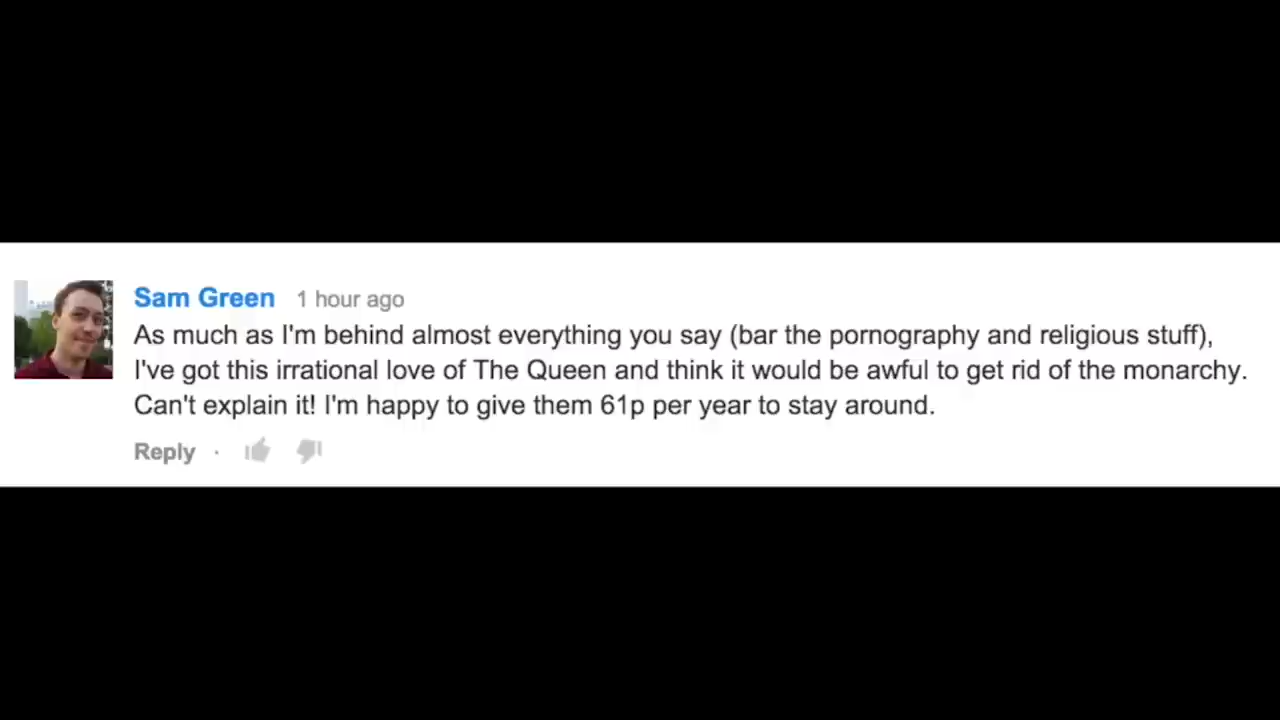 Sam Green 1 hour ago
As much as I'm behind almost everything you say (bar the pornography and religious stuff),
I've got this irrational love of The Queen and think it would be awful to get rid of the monarchy.
Can't explain it! I'm happy to give them 61p per year to stay around.
Reply ·